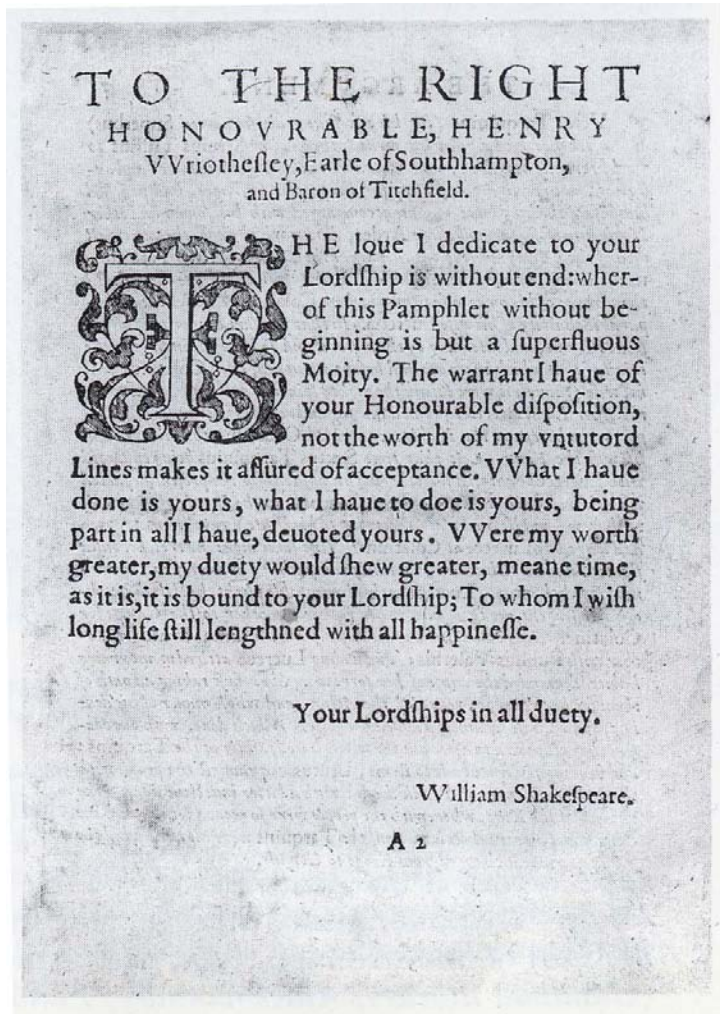 TO THE RIGHT
HONOVRABLE, HENRY
VVriotheſley, Earle of Southhampton,
and Baron of Titchfield.
THE loue I dedicate to your
Lordſhip is without end:wher-
of this Pamphlet without be-
ginning is but a ſuperfluous
Moity. The warrant I haue of
your Honourable diſpoſition,
not the worth of my vntutord
Lines makes it aſſured of acceptance. VVhat I haue
done is yours, what I haue to doe is yours, being
part in all I haue, deuoted yours. VVere my worth
greater, my duety would ſhew greater, meane time,
as it is, it is bound to your Lordſhip; To whom I wiſh
long life ſtill lengthned with all happineſſe.
Your Lordſhips in all duety.
William Shakeſpeare.
A 2